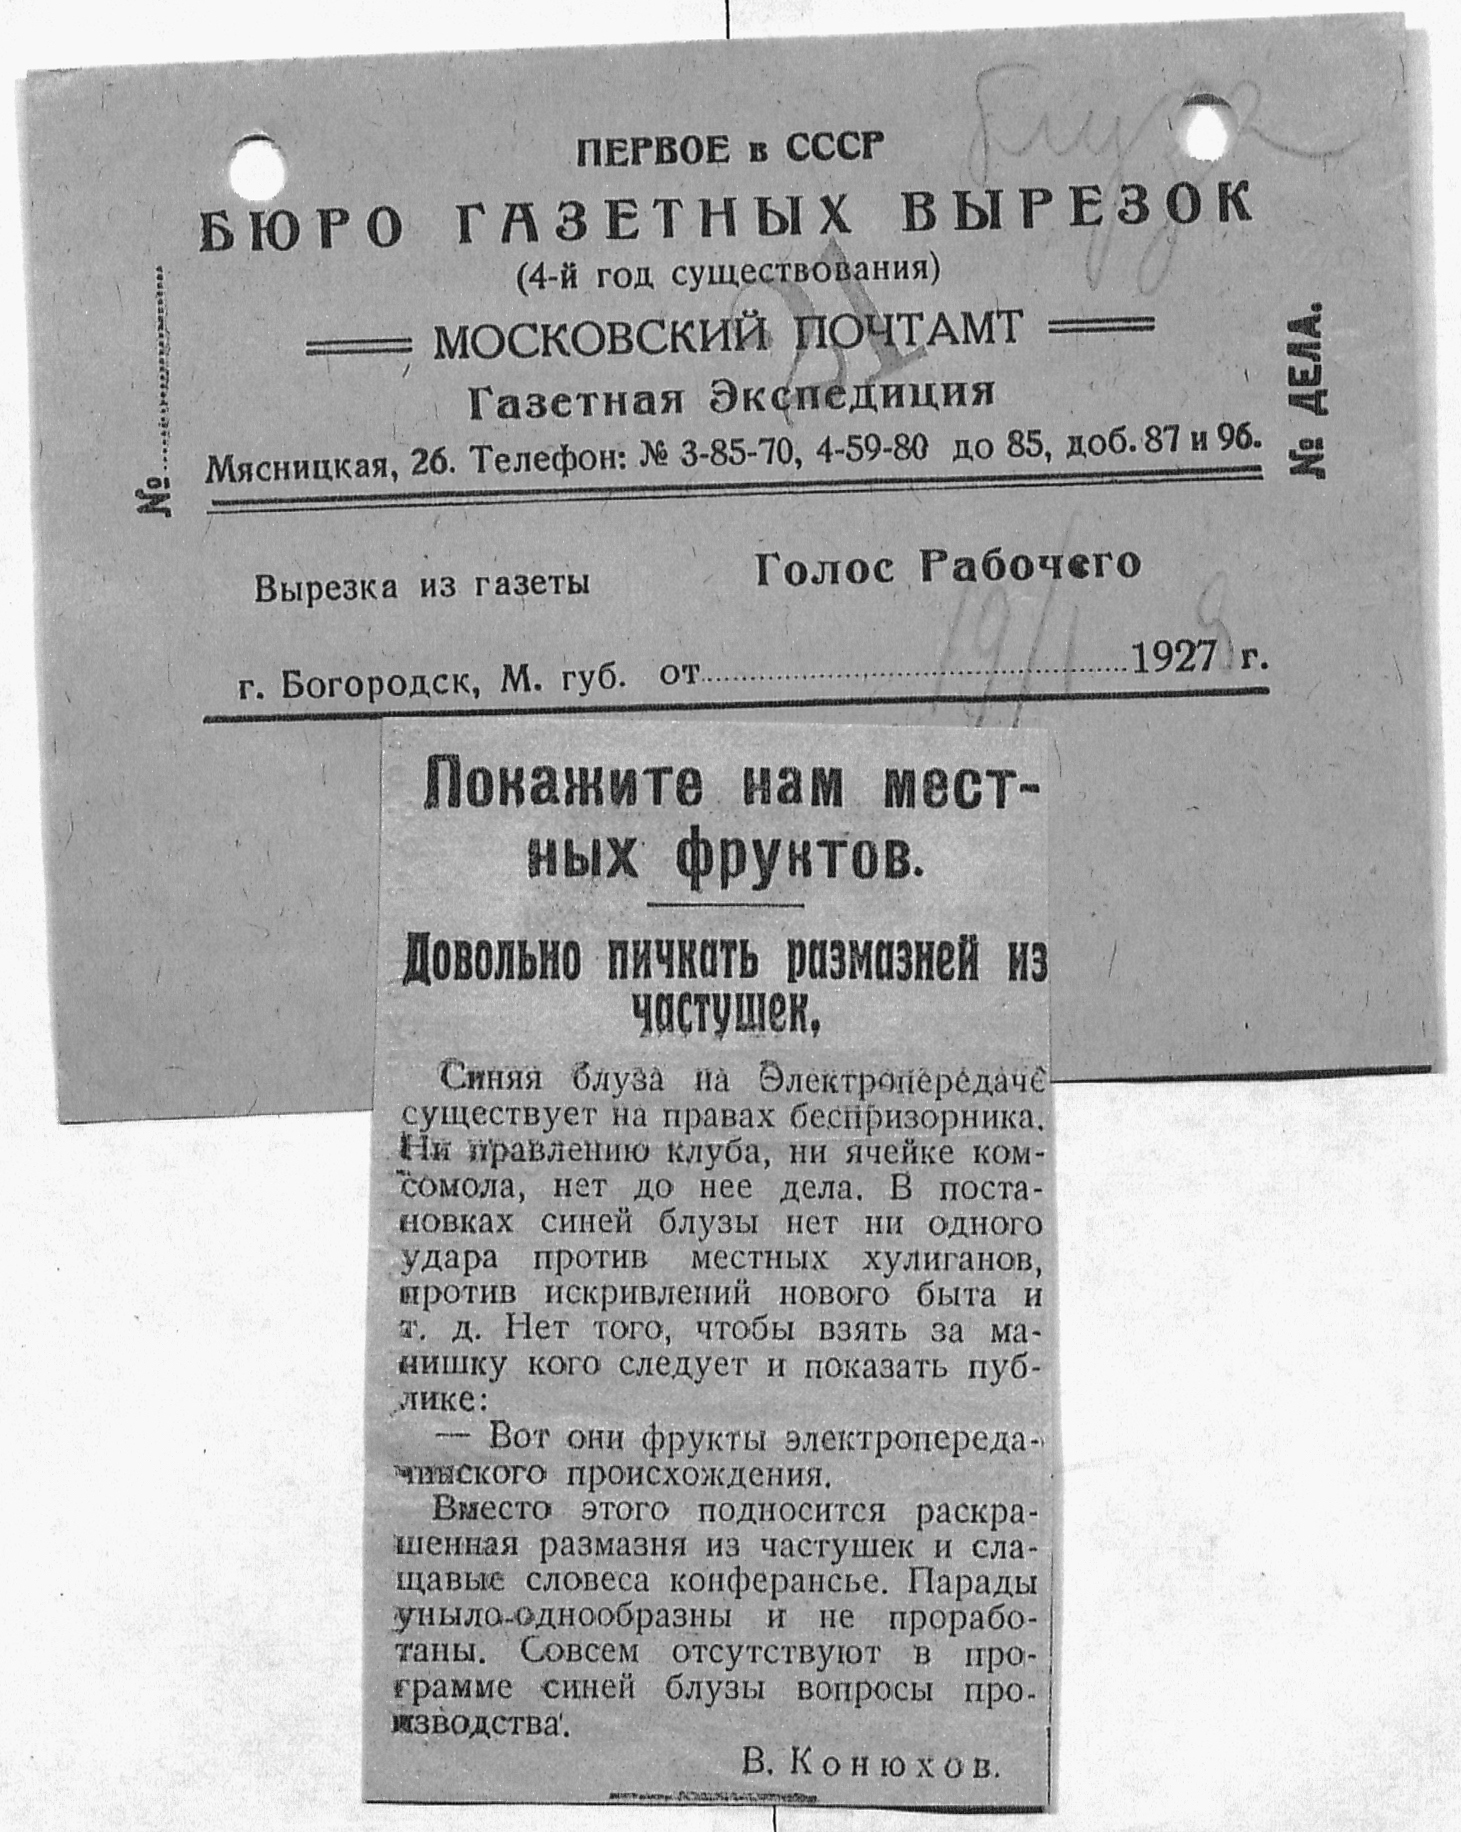 блуза
ПЕРВОЕ в СССР
БЮРО ГАЗЕТНЫХ ВЫРЕЗОК
(4-й год существования)
МОСКОВСКИЙ ПОЧТАМТ
Газетная Экспедиция
Мясницкая, 26. Телефон: № 3-85-70, 4-59-80 до 85, доб. 87 и 96.
№
№ ДЕЛА.
21
Вырезка из газеты Голос Рабочего
г. Богородск, М. губ. от 19/1 1927 8 г.
Покажите нам мест-
ных фруктов.
Довольно пичкать размазней из
частушек.
Синяя блуза на Электропередаче
существует на правах беспризорника.
Ни правлению клуба, ни ячейке ком-
сомола, нет до нее дела. В поста-
новках синей блузы нет ни одного
удара против местных хулиганов,
против искривлений нового быта и
т. д. Нет того, чтобы взять за ма-
нишку кого следует и показать пуб-
лике:
— Вот они фрукты электропереда-
чинского происхождения.
Вместо этого подносится раскра-
шенная размазня из частушек и сла-
щавые словеса конферансье. Парады
уныло-однообразны и не прорабо-
таны. Совсем отсутствуют в про-
грамме синей блузы вопросы про-
изводства.
В. Конюхов.